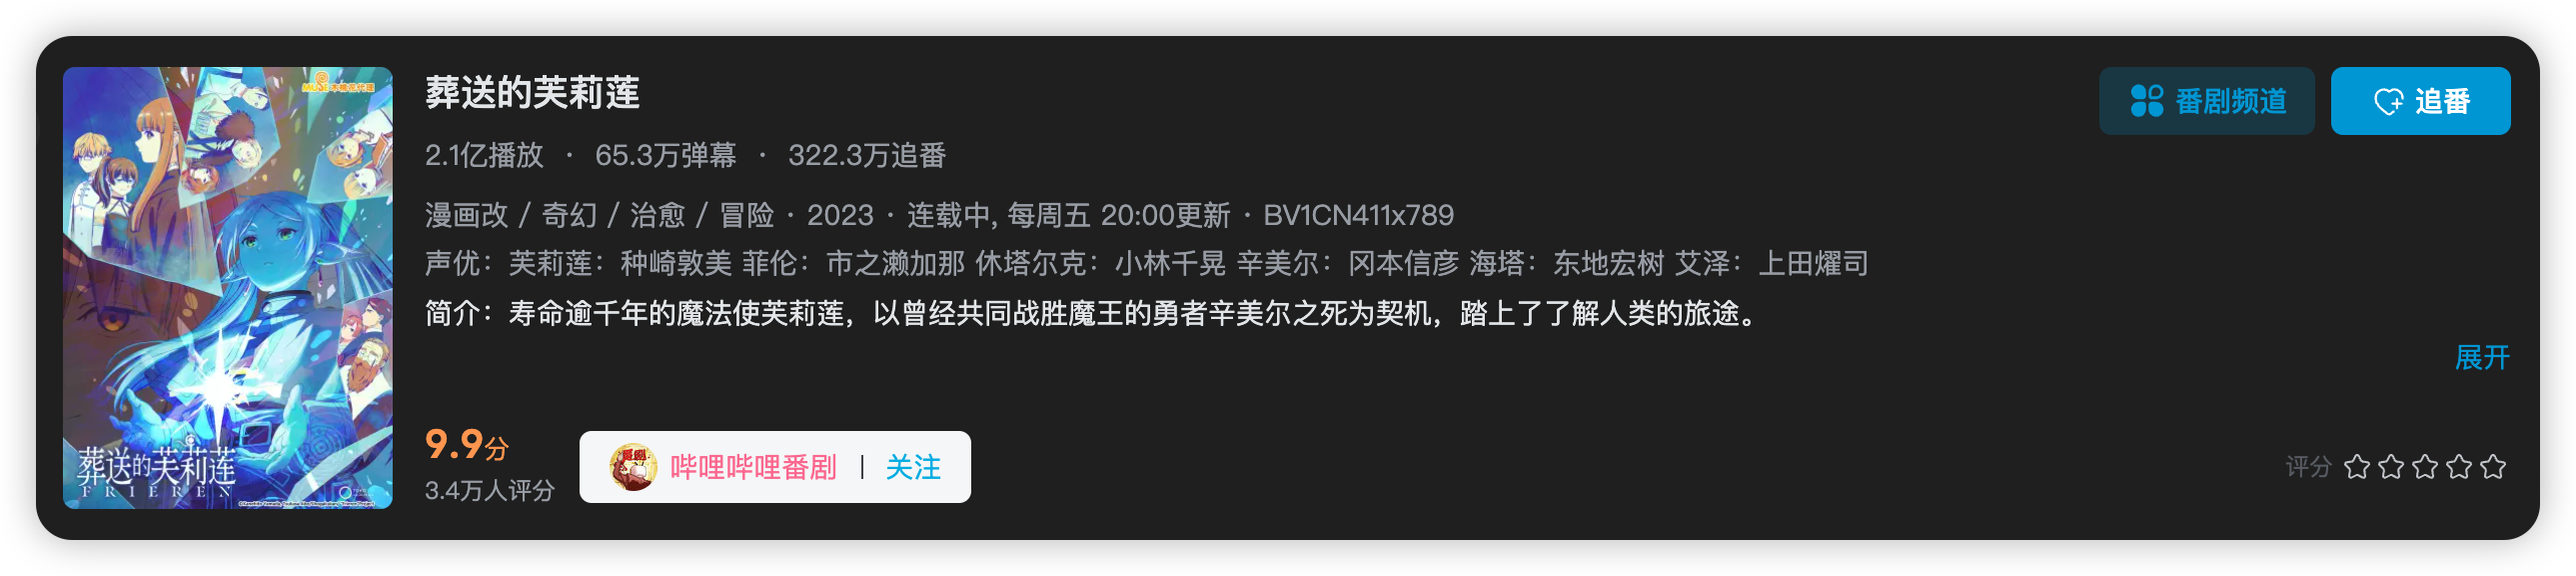 葬送的芙莉莲
番剧频道
追番
2.1亿播放 · 65.3万弹幕 · 322.3万追番
漫画改 / 奇幻 / 治愈 / 冒险 · 2023 · 连载中, 每周五 20:00更新 · BV1CN411x789
声优：芙莉莲：种崎敦美 菲伦：市之濑加那 休塔尔克：小林千晃 辛美尔：冈本信彦 海塔：东地宏树 艾泽：上田燿司
简介：寿命逾千年的魔法使芙莉莲，以曾经共同战胜魔王的勇者辛美尔之死为契机，踏上了了解人类的旅途。
展开
9.9分
3.4万人评分
哔哩哔哩番剧 | 关注
评分
葬送的芙莉莲
FRIEREN